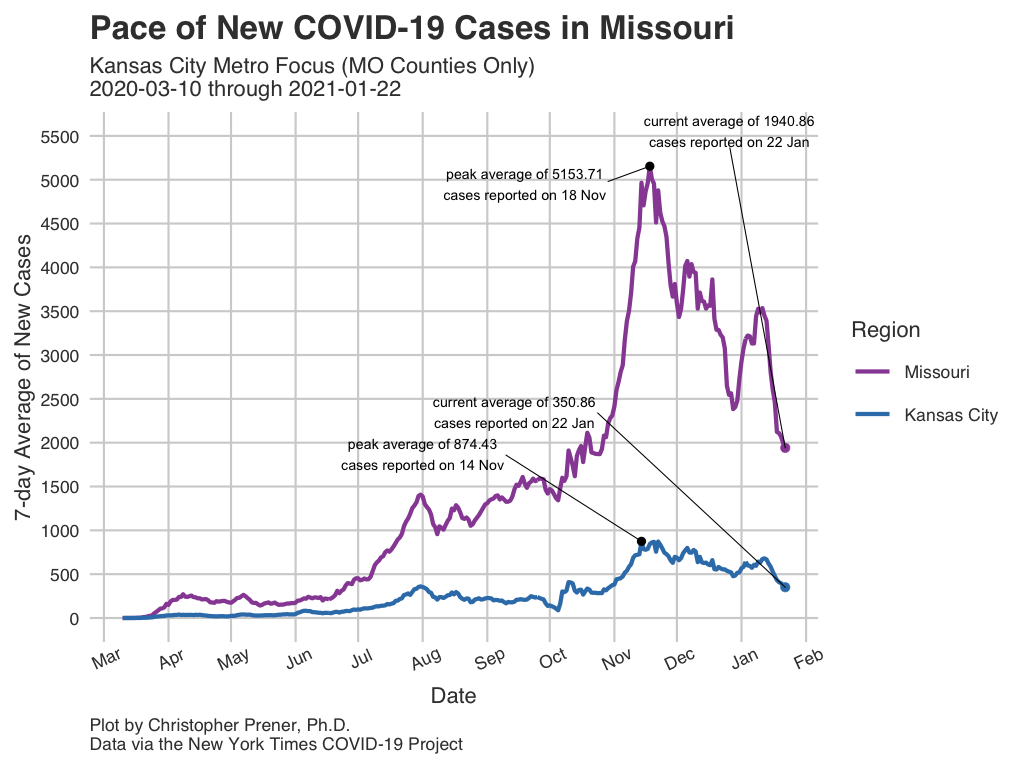 Pace of New COVID-19 Cases in Missouri
Kansas City Metro Focus (MO Counties Only)
2020-03-10 through 2021-01-22
current average of 1940.86
cases reported on 22 Jan
peak average of 5153.71
cases reported on 18 Nov
current average of 350.86
cases reported on 22 Jan
peak average of 874.43
cases reported on 14 Nov
7-day Average of New Cases
5500
5000
4500
4000
3500
3000
2500
2000
1500
1000
500
0
Mar Apr May Jun Jul Aug Sep Oct Nov Dec Jan Feb
Date
Region
Missouri
Kansas City
Plot by Christopher Prener, Ph.D.
Data via the New York Times COVID-19 Project